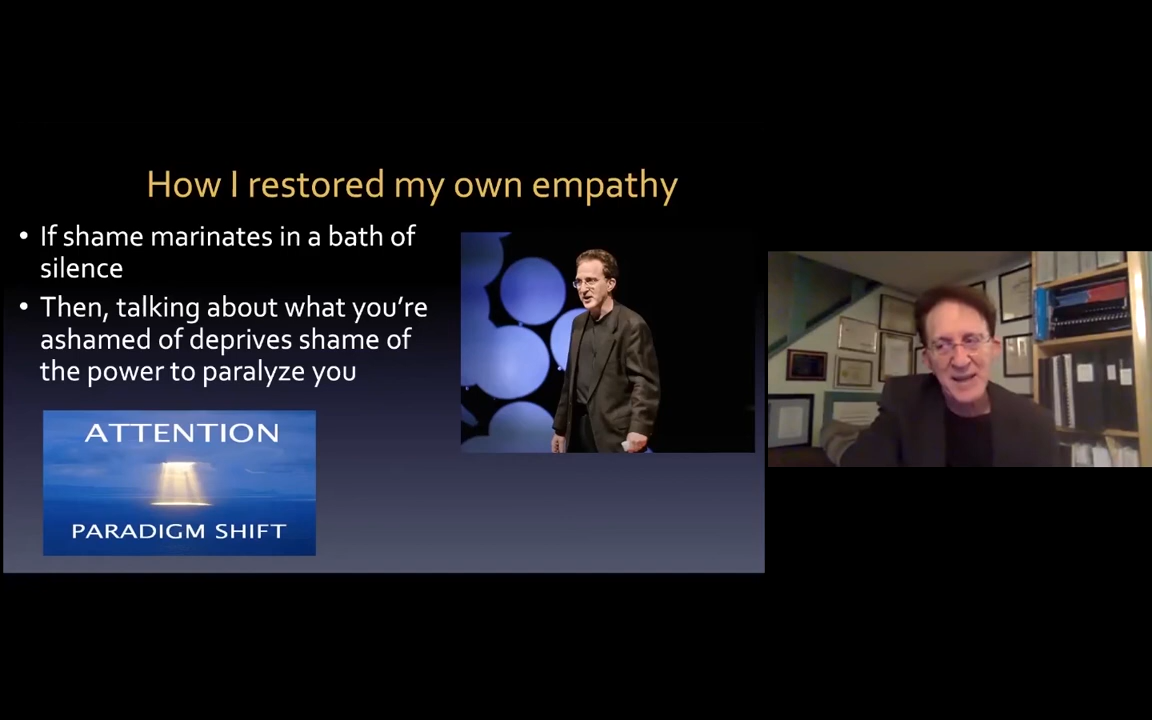 How I restored my own empathy
• If shame marinates in a bath of
silence
• Then, talking about what you're
ashamed of deprives shame of
the power to paralyze you
ATTENTION
PARADIGM SHIFT